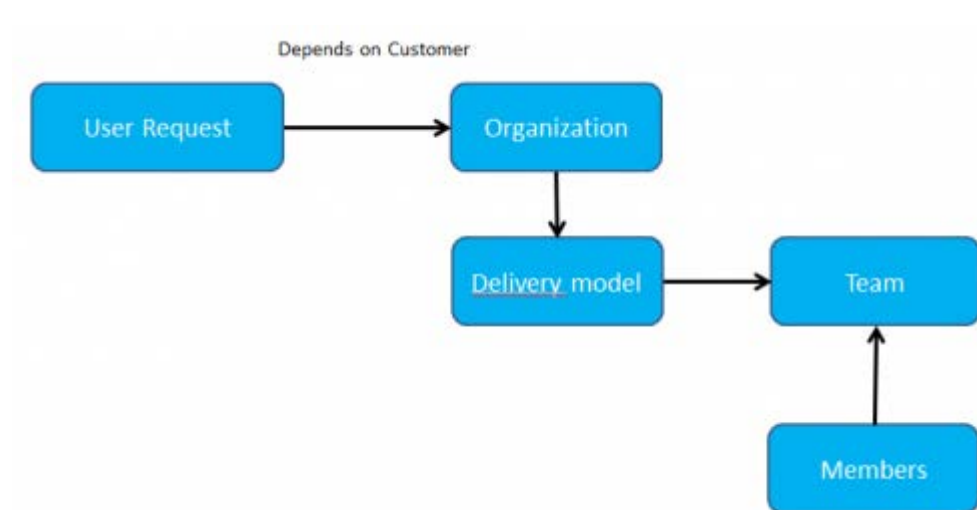 Depends on Customer
User Request
Organization
Delivery model
Team
Members